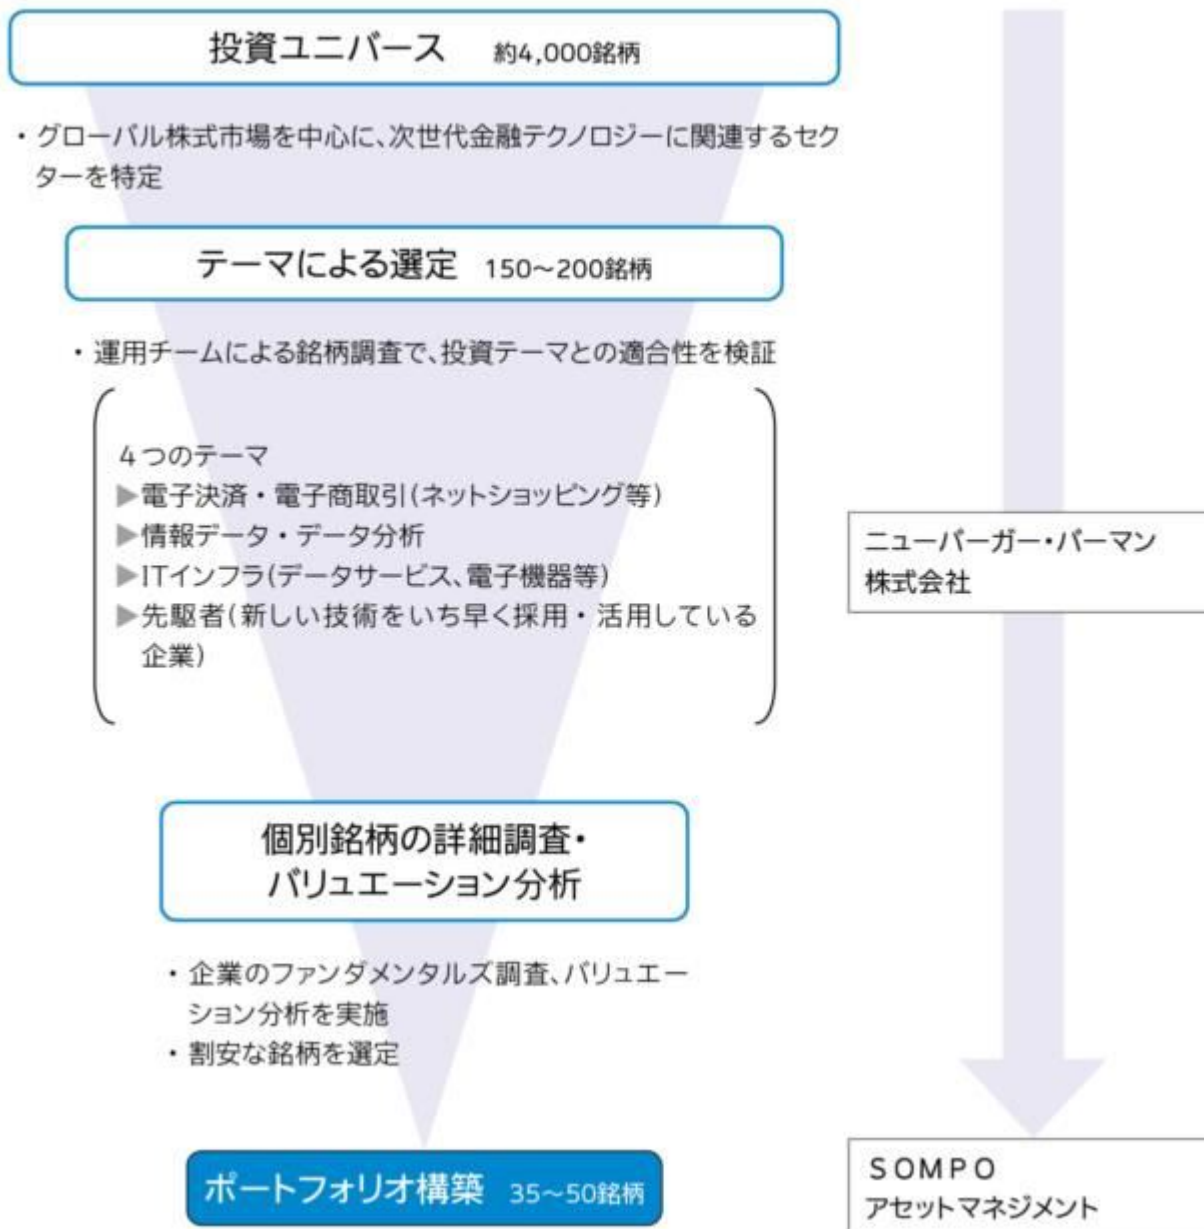 投資ユニバース 約4,000銘柄
・グローバル株式市場を中心に、次世代金融テクノロジーに関連するセク
ターを特定
テーマによる選定 150～200銘柄
・運用チームによる銘柄調査で、投資テーマとの適合性を検証
4つのテーマ
▶電子決済・電子商取引(ネットショッピング等)
▶情報データ・データ分析
▶ITインフラ(データサービス、電子機器等)
▶先駆者(新しい技術をいち早く採用・活用している
企業)
ニューバーガー・バーマン
株式会社
個別銘柄の詳細調査・
バリュエーション分析
・企業のファンダメンタルズ調査、バリュエー
ション分析を実施
・割安な銘柄を選定
ポートフォリオ構築 35～50銘柄
SOMPO
アセットマネジメント